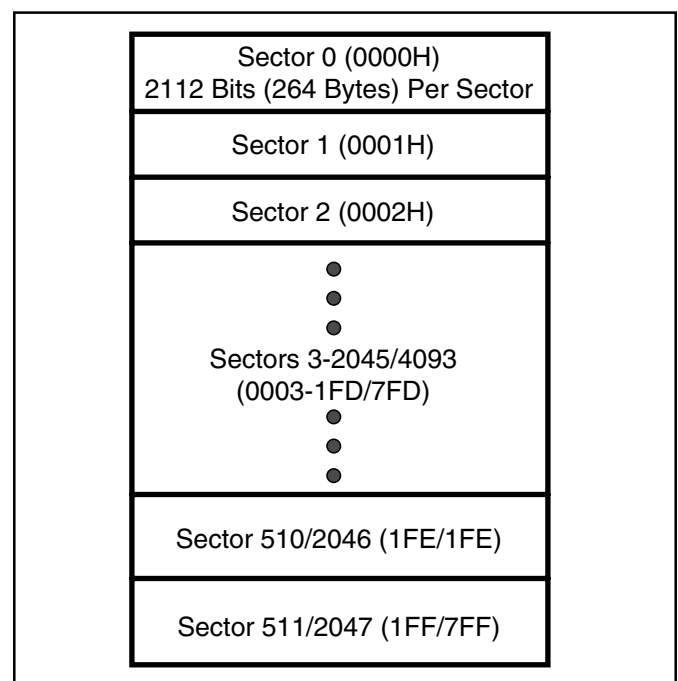 Sector 0 (0000H)
2112 Bits (264 Bytes) Per Sector
Sector 1 (0001H)
Sector 2 (0002H)
Sectors 3-2045/4093
(0003-1FD/7FD)
Sector 510/2046 (1FE/1FE)
Sector 511/2047 (1FF/7FF)